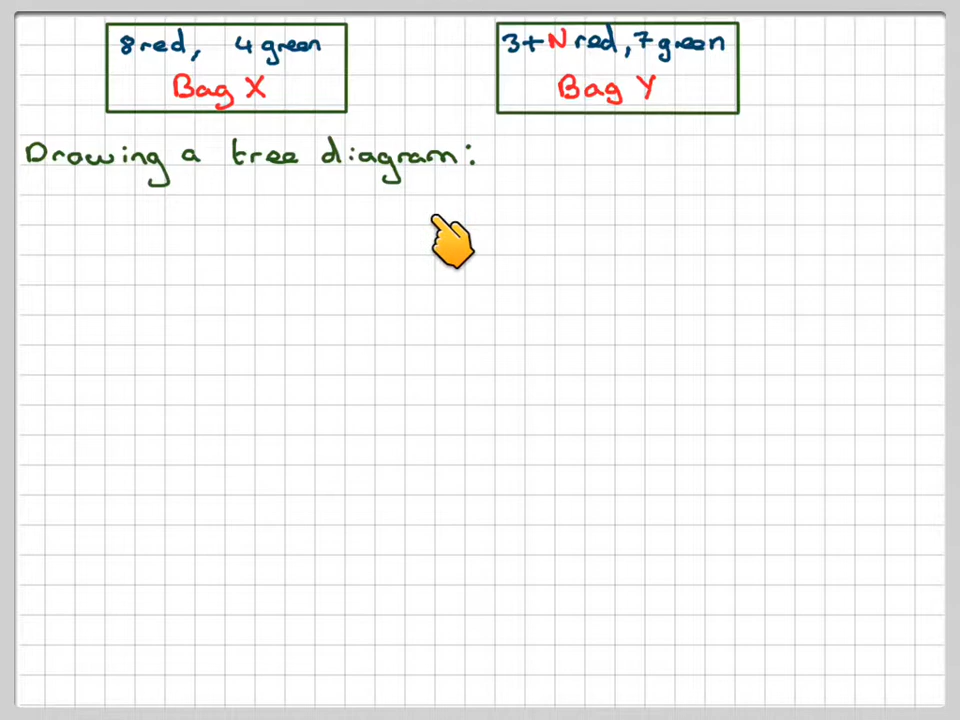 8 red, 4 green
Bag X
3+N red, 7 green
Bag Y
Drawing a tree diagram: